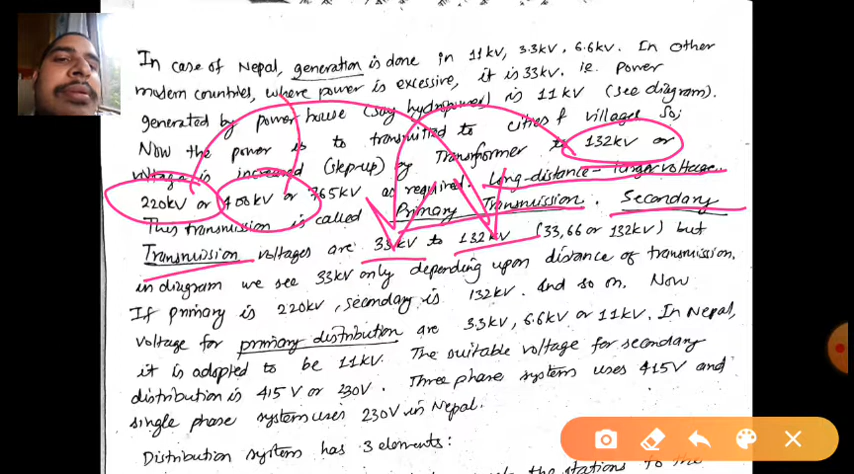 In case of Nepal, generation is done in 11kV, 3.3kV, 6.6kV. In other
modern countries, where power is excessive, it is 33kV. ie. Power
generated by power house (say hydropower) is 11kV (see diagram).
Now the power is to transmitted to cities & villages so;
voltage is increased (step-up) by Transformer to 132kV or
220kV or 400kV or 765kV as required. Long-distance - larger voltage.
This transmission is called Primary Transmission. Secondary
Transmission voltages are 33kV to 132kV (33,66 or 132kV) but
in diagram we see 33kV only depending upon distance of transmission.
If primary is 220kV, secondary is 132kV. And so on. Now
voltage for primary distribution are 3.3kV, 6.6kV or 11kV. In Nepal,
it is adopted to be 11kV. The suitable voltage for secondary
distribution is 415V or 230V. Three phase system uses 415V and
single phase system uses 230V in Nepal.
Distribution system has 3 elements:
the stations to the